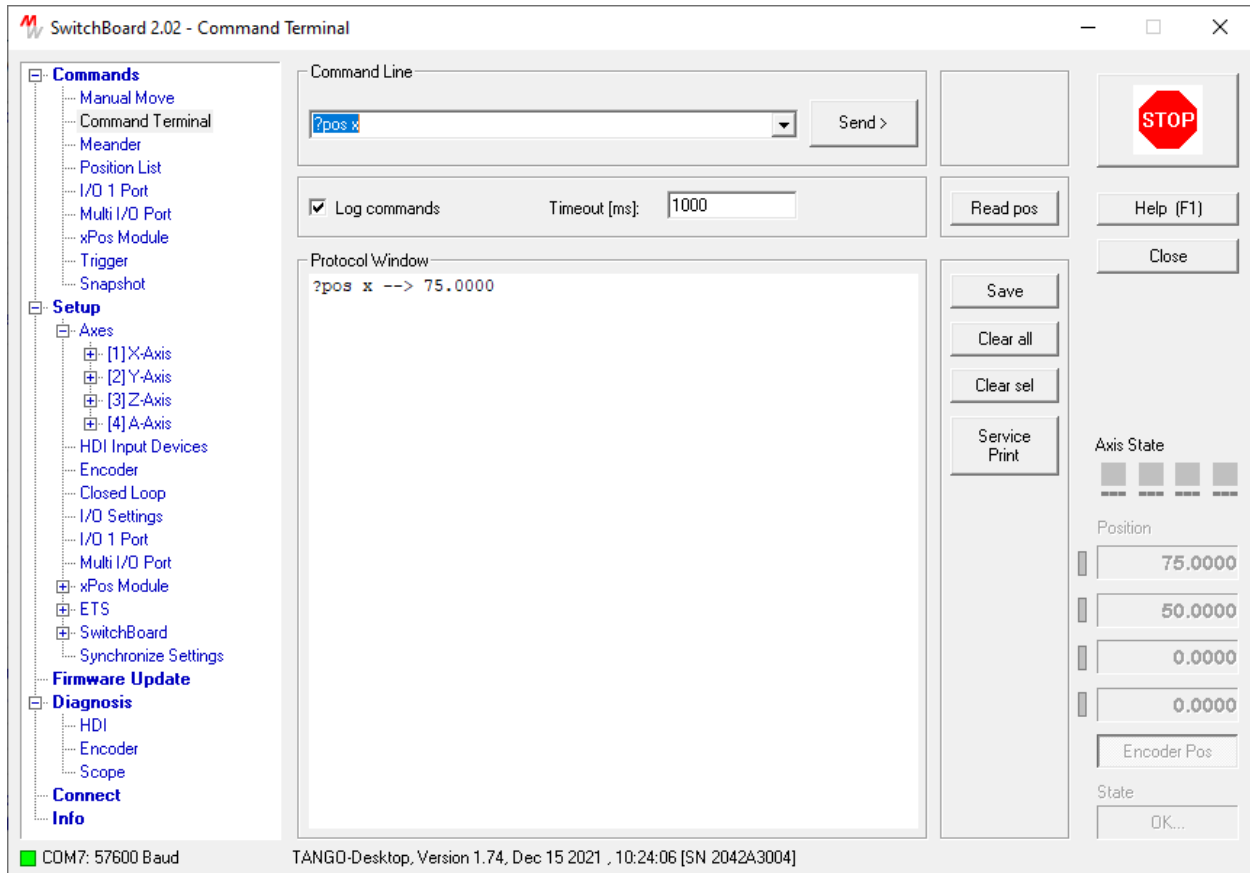 SwitchBoard 2.02 - Command Terminal
Commands
Manual Move
Command Terminal
Meander
Position List
I/O 1 Port
Multi I/O Port
xPos Module
Trigger
Snapshot
Setup
Axes
[1] X-Axis
[2] Y-Axis
[3] Z-Axis
[4] A-Axis
HDI Input Devices
Encoder
Closed Loop
I/O Settings
I/O 1 Port
Multi I/O Port
xPos Module
ETS
SwitchBoard
Synchronize Settings
Firmware Update
Diagnosis
HDI
Encoder
Scope
Connect
Info
Command Line
?pos x
Send >
Log commands
Timeout [ms]:
1000
Read pos
Protocol Window
?pos x --> 75.0000
Save
Clear all
Clear sel
Service
Print
STOP
Help (F1)
Close
Axis State
--- --- --- ---
Position
75.0000
50.0000
0.0000
0.0000
Encoder Pos
State
OK...
COM7: 57600 Baud
TANGO-Desktop, Version 1.74, Dec 15 2021 , 10:24:06 [SN 2042A3004]